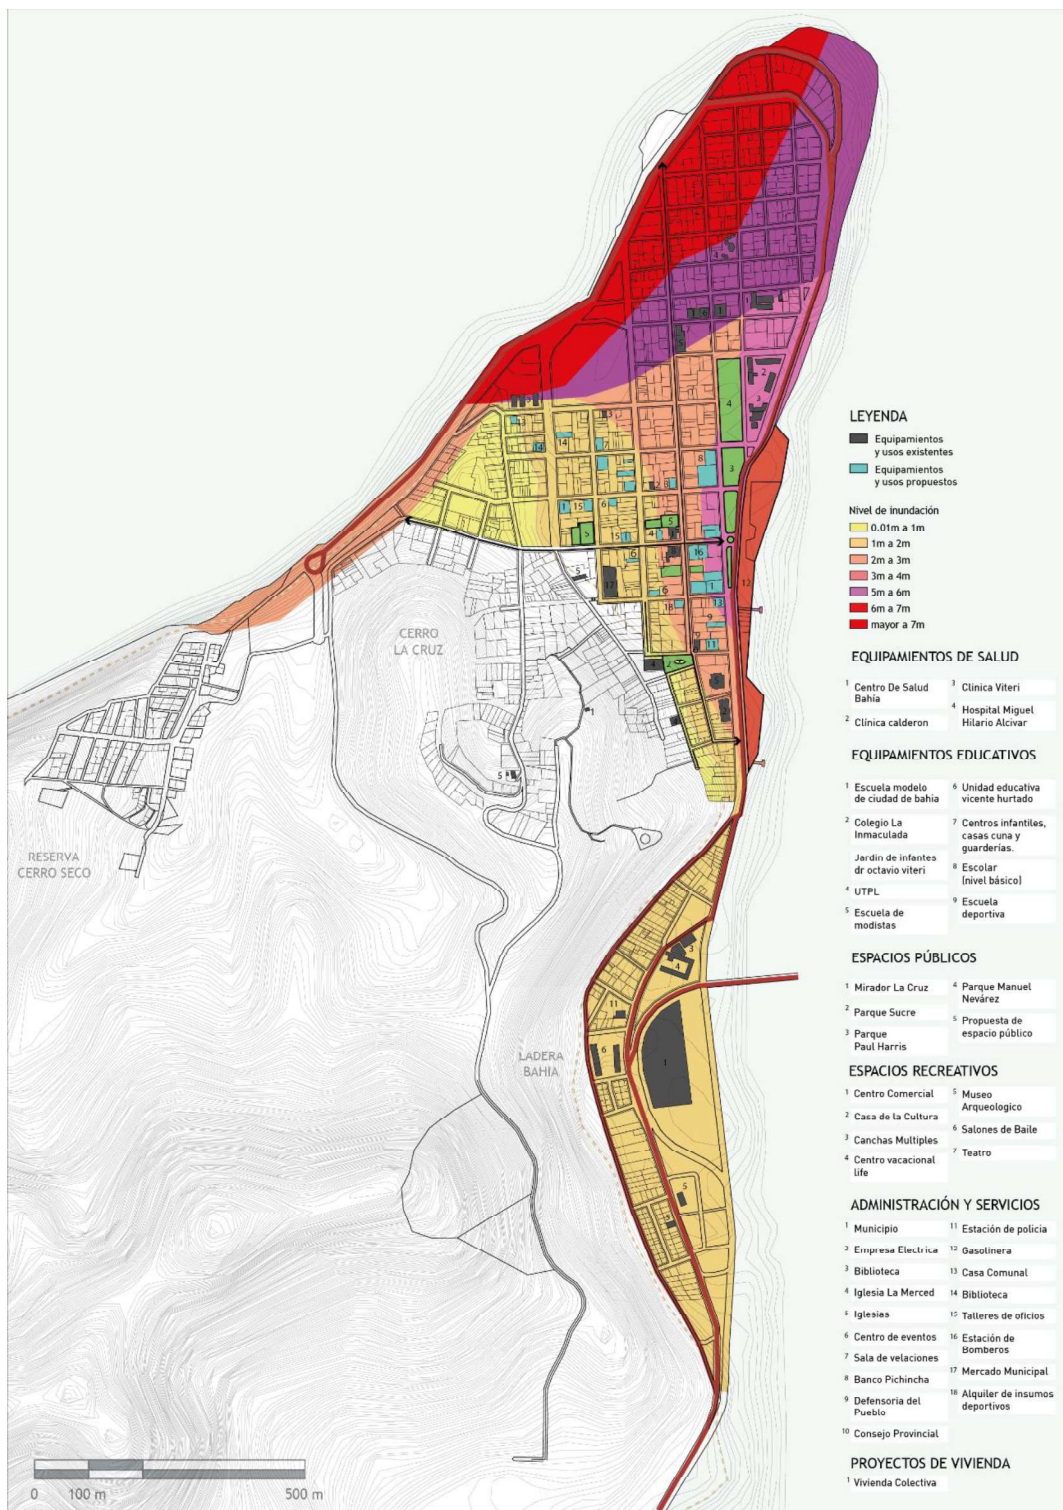 CERRO
LA CRUZ
RESERVA
CERRO SECO
LADERA
BAHIA
0
100 m
500 m
LEYENDA
Equipamientos
y usos existentes
Equipamientos
y usos propuestos
Nivel de inundación
0.01m a 1m
1m a 2m
2m a 3m
3m a 4m
5m a 6m
6m a 7m
mayor a 7m
EQUIPAMIENTOS DE SALUD
1 Centro De Salud
Bahía
2 Clínica calderon
3 Clinica Viteri
4 Hospital Miguel
Hilario Alcivar
EQUIPAMIENTOS EDUCATIVOS
1 Escuela modelo
de ciudad de bahia
2 Colegio La
Inmaculada
Jardin de infantes
dr octavio viteri
4 UTPL
5 Escuela de
modistas
6 Unidad educativa
vicente hurtado
7 Centros infantiles,
casas cuna y
guarderías.
8 Escolar
(nivel básico)
9 Escuela
deportiva
ESPACIOS PÚBLICOS
1 Mirador La Cruz
2 Parque Sucre
3 Parque
Paul Harris
4 Parque Manuel
Nevárez
5 Propuesta de
espacio público
ESPACIOS RECREATIVOS
1 Centro Comercial
2 Casa de la Cultura
3 Canchas Multiples
4 Centro vacacional
life
5 Museo
Arqueologico
6 Salones de Baile
7 Teatro
ADMINISTRACIÓN Y SERVICIOS
1 Municipio
2 Empresa Electrica
3 Biblioteca
4 Iglesia La Merced
5 Iglesias
6 Centro de eventos
7 Sala de velaciones
8 Banco Pichincha
9 Defensoria del
Pueblo
10 Consejo Provincial
11 Estación de policia
12 Gasolinera
13 Casa Comunal
14 Biblioteca
15 Talleres de oficios
16 Estación de
Bomberos
17 Mercado Municipal
18 Alquiler de insumos
deportivos
PROYECTOS DE VIVIENDA
1 Vivienda Colectiva